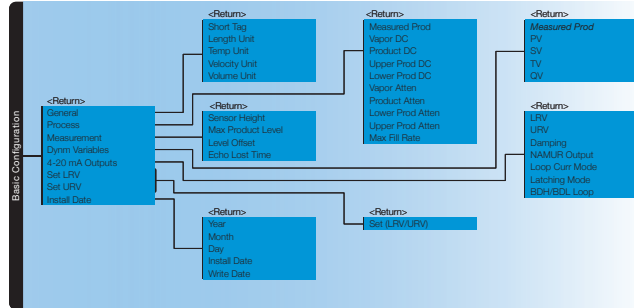 Basic Configuration
<Return>
General
Process
Measurement
Dynm Variables
4-20 mA Outputs
Set LRV
Set URV
Install Date
<Return>
Short Tag
Length Unit
Temp Unit
Velocity Unit
Volume Unit
<Return>
Sensor Height
Max Product Level
Level Offset
Echo Lost Time
<Return>
Year
Month
Day
Install Date
Write Date
<Return>
Measured Prod
Vapor DC
Product DC
Upper Prod DC
Lower Prod DC
Vapor Atten
Product Atten
Lower Prod Atten
Upper Prod Atten
Max Fill Rate
<Return>
Set (LRV/URV)
<Return>
Measured Prod
PV
SV
TV
QV
<Return>
LRV
URV
Damping
NAMUR Output
Loop Curr Mode
Latching Mode
BDH/BDL Loop